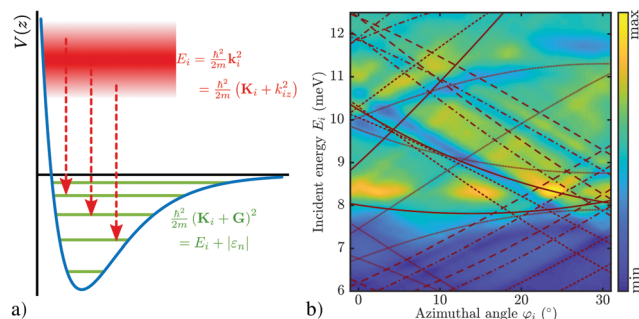 V(z)
E_i = ħ²/2m k_i²
= ħ²/2m (K_i + k_iz²)
ħ²/2m (K_i + G)²
= E_i + |ε_n|
a)
b)
Incident energy E_i (meV)
12
11
10
9
8
7
6
0
10
20
30
Azimuthal angle φ_i (°)
max
min